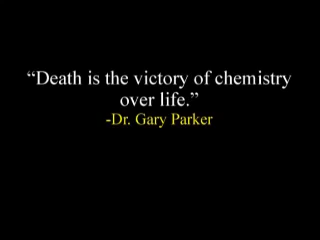 “Death is the victory of chemistry
over life.”
-Dr. Gary Parker